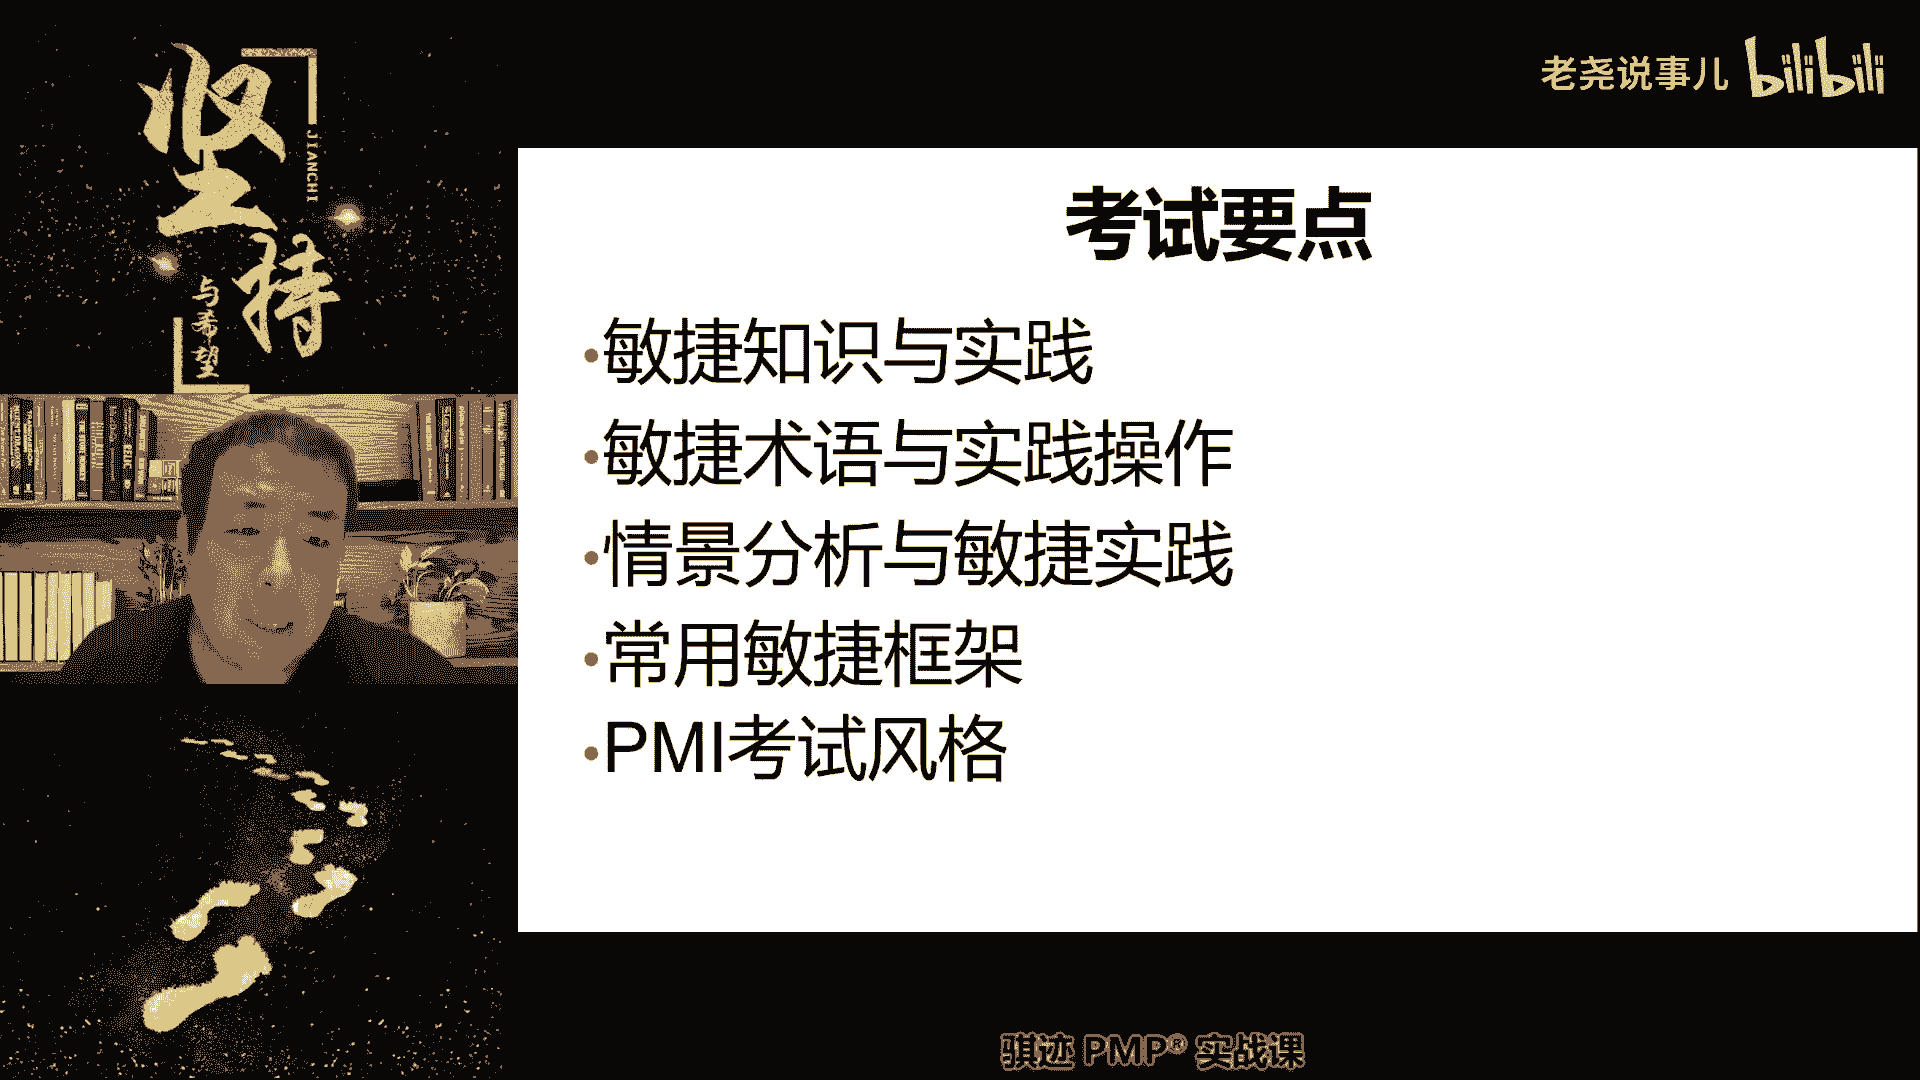 坚持
JIANCHI
与希望
老尧说事儿 bilibili
考试要点
•敏捷知识与实践
•敏捷术语与实践操作
•情景分析与敏捷实践
•常用敏捷框架
•PMI考试风格
骐迹 PMP® 实战课